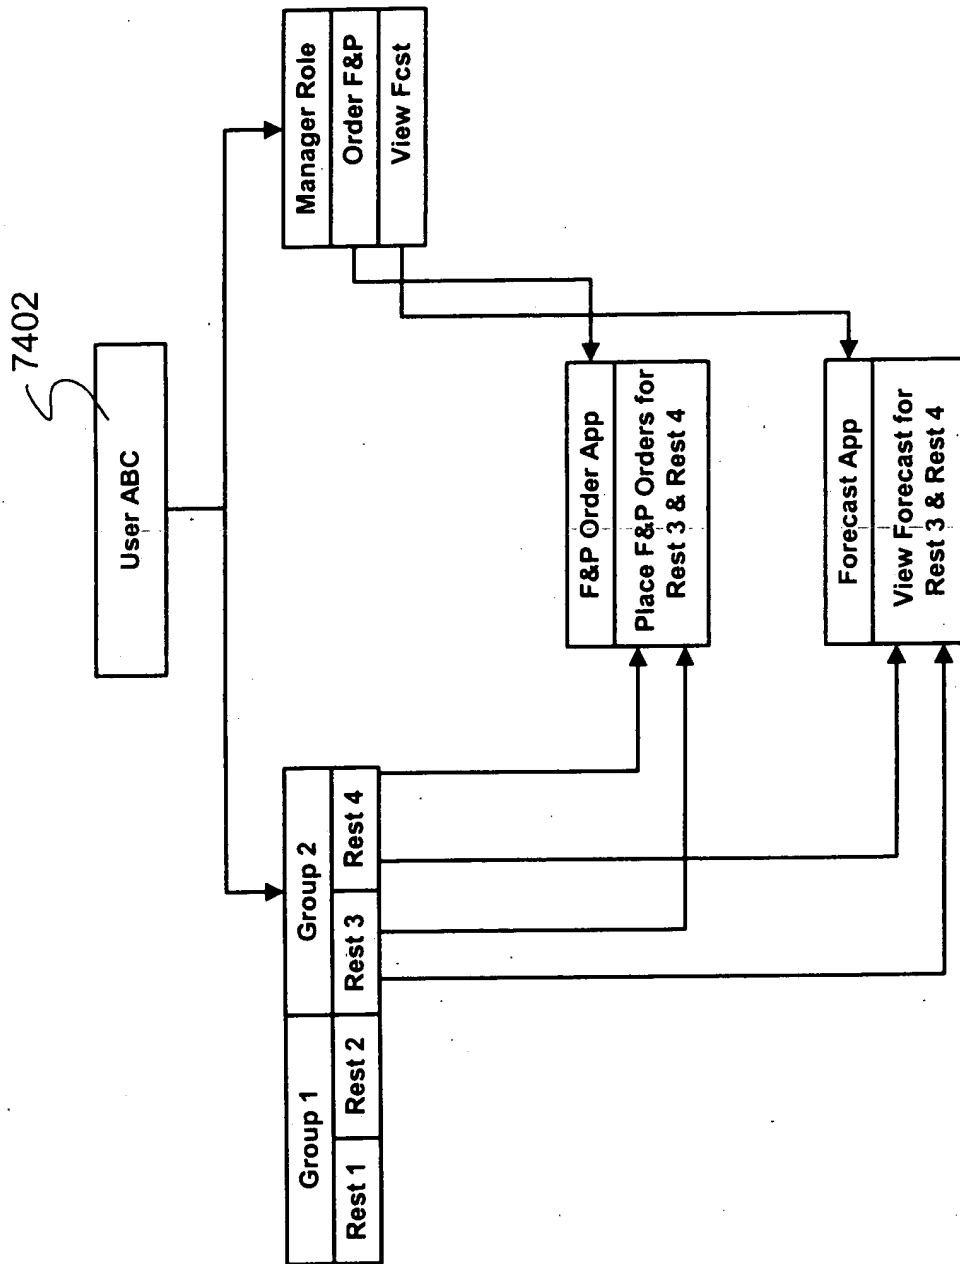 7402
User ABC
Group 1
Group 2
Rest 1
Rest 2
Rest 3
Rest 4
Manager Role
Order F&P
View Fcst
F&P Order App
Place F&P Orders for
Rest 3 & Rest 4
Forecast App
View Forecast for
Rest 3 & Rest 4